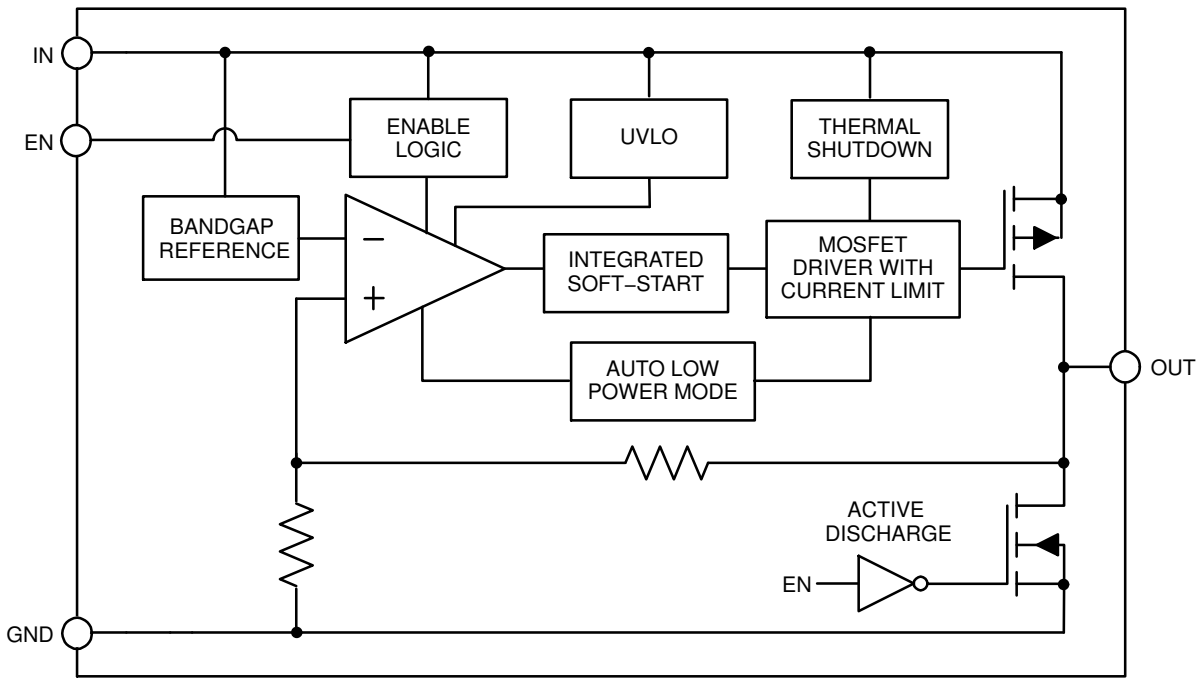 IN
EN
ENABLE
LOGIC
UVLO
THERMAL
SHUTDOWN
BANDGAP
REFERENCE
−
+
INTEGRATED
SOFT−START
MOSFET
DRIVER WITH
CURRENT LIMIT
AUTO LOW
POWER MODE
OUT
ACTIVE
DISCHARGE
EN
GND